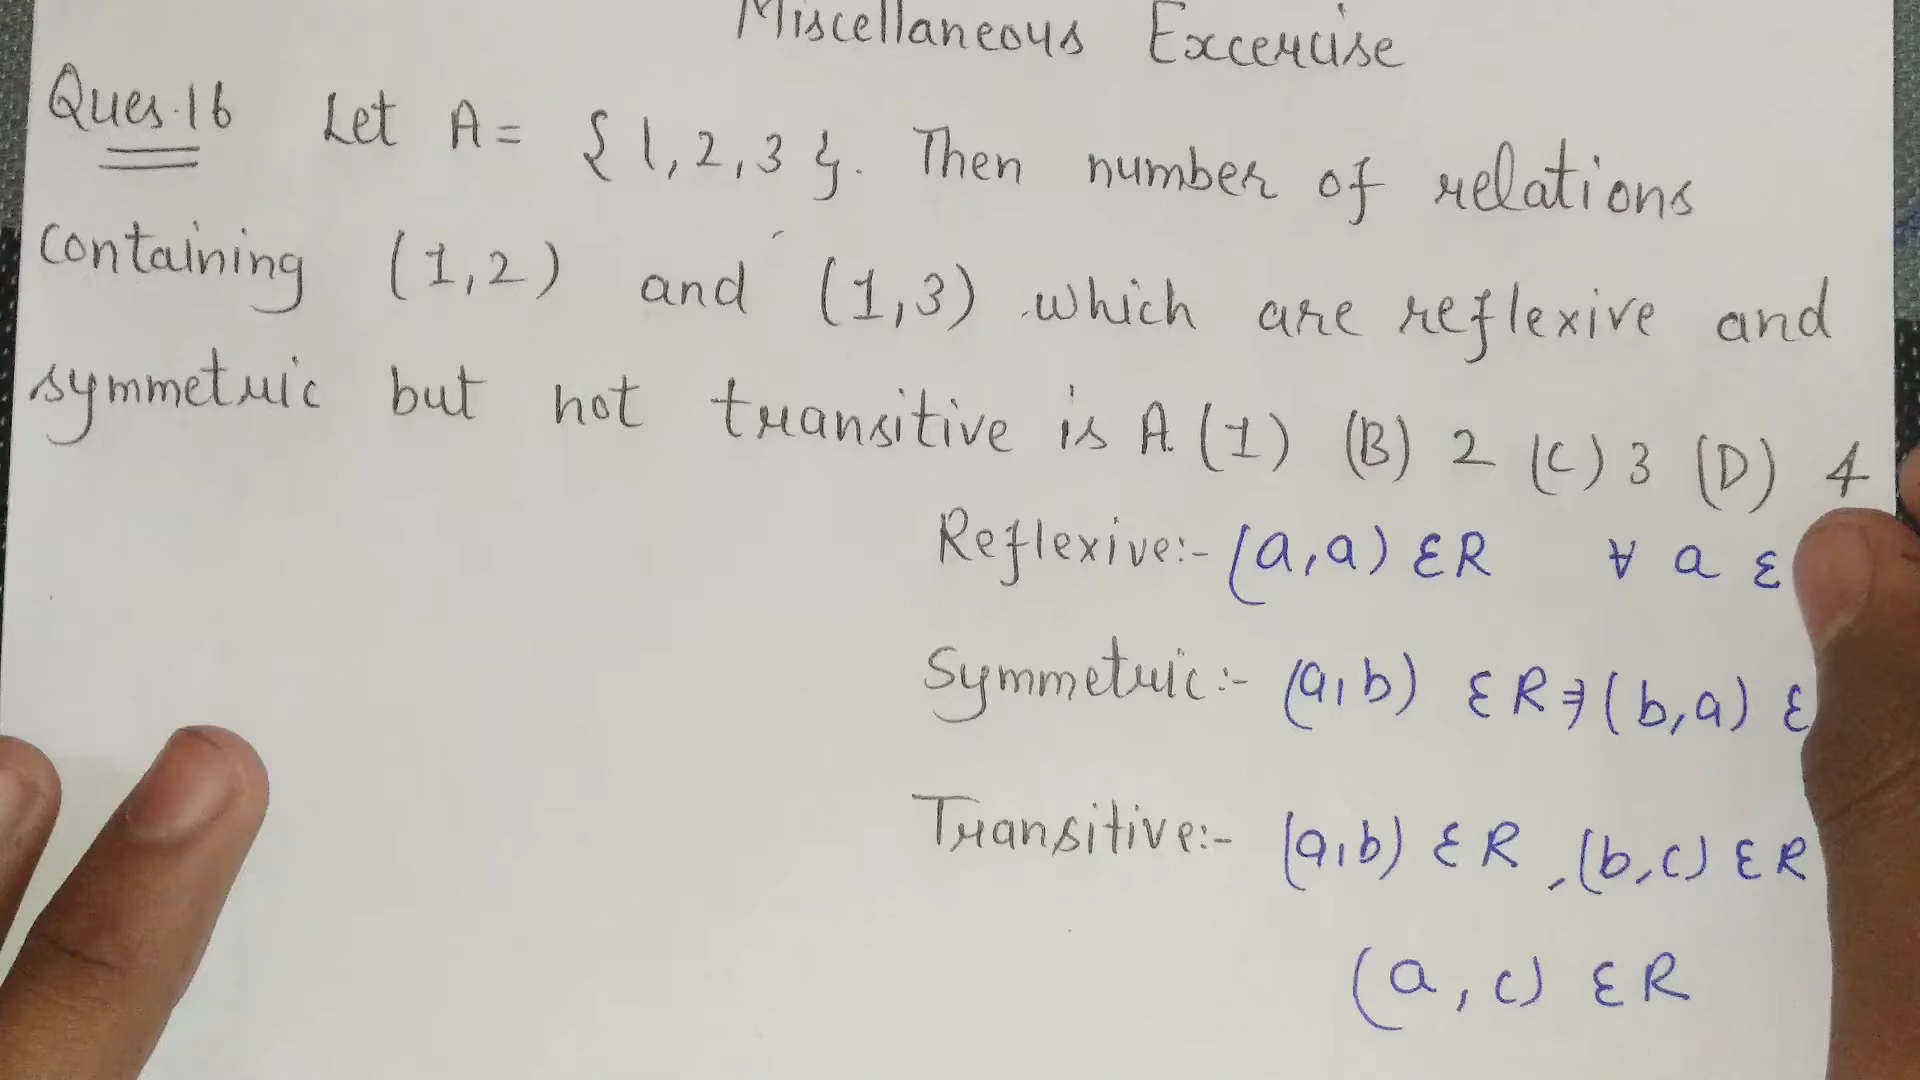 Miscellaneous Excercise
Ques.16 Let A = {1,2,3}. Then number of relations
containing (1,2) and (1,3) which are reflexive and
symmetric but not transitive is A (1) (B) 2 (C) 3 (D) 4
Reflexive:- (a,a) ∈ R ∀ a ∈
Symmetric:- (a,b) ∈ R ⇒ (b,a) ∈
Transitive:- (a,b) ∈ R, (b,c) ∈ R
(a,c) ∈ R